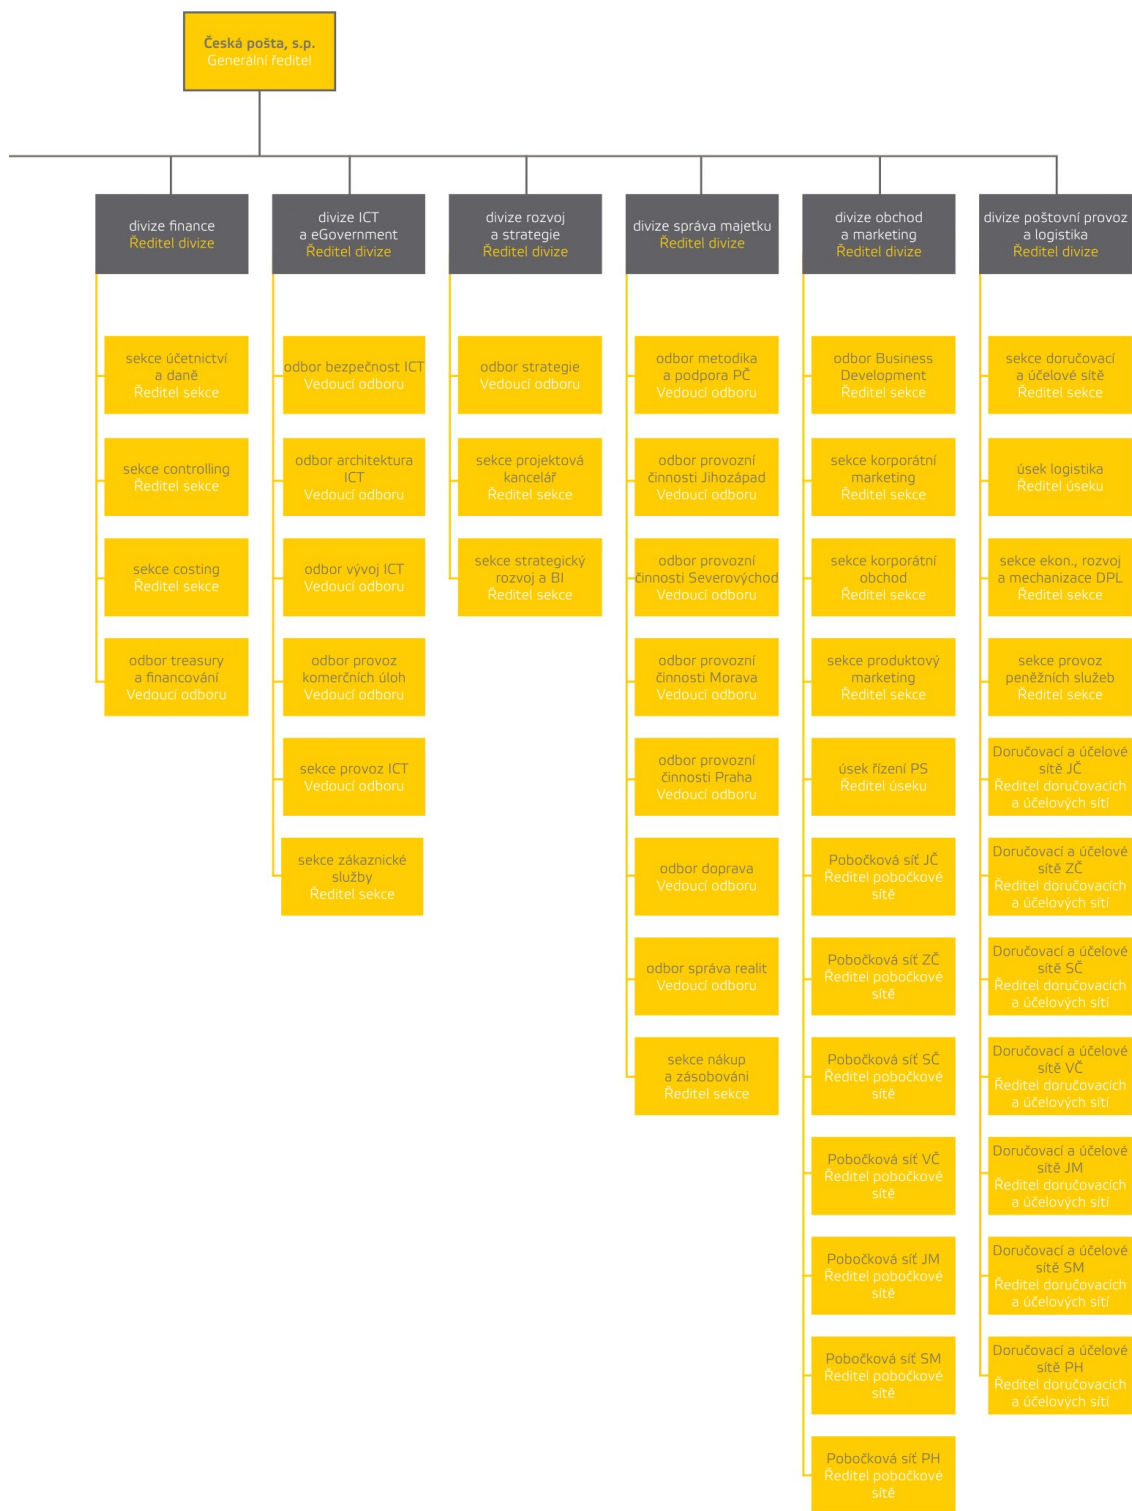 Česká pošta, s.p.
Generální ředitel
divize finance
Ředitel divize
sekce účetnictví
a daně
Ředitel sekce
sekce controlling
Ředitel sekce
sekce costing
Ředitel sekce
odbor treasury
a financování
Vedoucí odboru
divize ICT
a eGovernment
Ředitel divize
odbor bezpečnost ICT
Vedoucí odboru
odbor architektura
ICT
Vedoucí odboru
odbor vývoj ICT
Vedoucí odboru
odbor provoz
komerčních úloh
Vedoucí odboru
sekce provoz ICT
Vedoucí odboru
sekce zákaznické
služby
Ředitel sekce
divize rozvoj
a strategie
Ředitel divize
odbor strategie
Vedoucí odboru
sekce projektová
kancelář
Ředitel sekce
sekce strategický
rozvoj a BI
Ředitel sekce
divize správa majetku
Ředitel divize
odbor metodika
a podpora PČ
Vedoucí odboru
odbor provozní
činnosti Jihozápad
Vedoucí odboru
odbor provozní
činnosti Severovýchod
Vedoucí odboru
odbor provozní
činnosti Morava
Vedoucí odboru
odbor provozní
činnosti Praha
Vedoucí odboru
odbor doprava
Vedoucí odboru
odbor správa realit
Vedoucí odboru
sekce nákup
a zásobováni
Ředitel sekce
divize obchod
a marketing
Ředitel divize
odbor Business
Development
Ředitel sekce
sekce korporátní
marketing
Ředitel sekce
sekce korporátní
obchod
Ředitel sekce
sekce produktový
marketing
Ředitel sekce
úsek řízení PS
Ředitel úseku
Pobočková síť JČ
Ředitel pobočkové
sítě
Pobočková síť ZČ
Ředitel pobočkové
sítě
Pobočková síť SČ
Ředitel pobočkové
sítě
Pobočková síť VČ
Ředitel pobočkové
sítě
Pobočková síť JM
Ředitel pobočkové
sítě
Pobočková síť SM
Ředitel pobočkové
sítě
Pobočková síť PH
Ředitel pobočkové
sítě
divize poštovní provoz
a logistika
Ředitel divize
sekce doručovací
a účelové sítě
Ředitel sekce
úsek logistika
Ředitel úseku
sekce ekon., rozvoj
a mechanizace DPL
Ředitel sekce
sekce provoz
peněžních služeb
Ředitel sekce
Doručovací a účelové
sítě JČ
Ředitel doručovacích
a účelových sítí
Doručovací a účelové
sítě ZČ
Ředitel doručovacích
a účelových sítí
Doručovací a účelové
sítě SČ
Ředitel doručovacích
a účelových sítí
Doručovací a účelové
sítě VČ
Ředitel doručovacích
a účelových sítí
Doručovací a účelové
sítě JM
Ředitel doručovacích
a účelových sítí
Doručovací a účelové
sítě SM
Ředitel doručovacích
a účelových sítí
Doručovací a účelové
sítě PH
Ředitel doručovacích
a účelových sítí